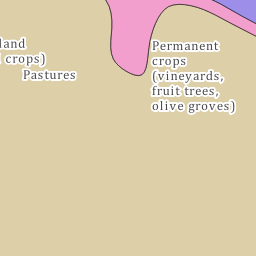 land
crops)
Pastures
Permanent
crops
(vineyards,
fruit trees,
olive groves)